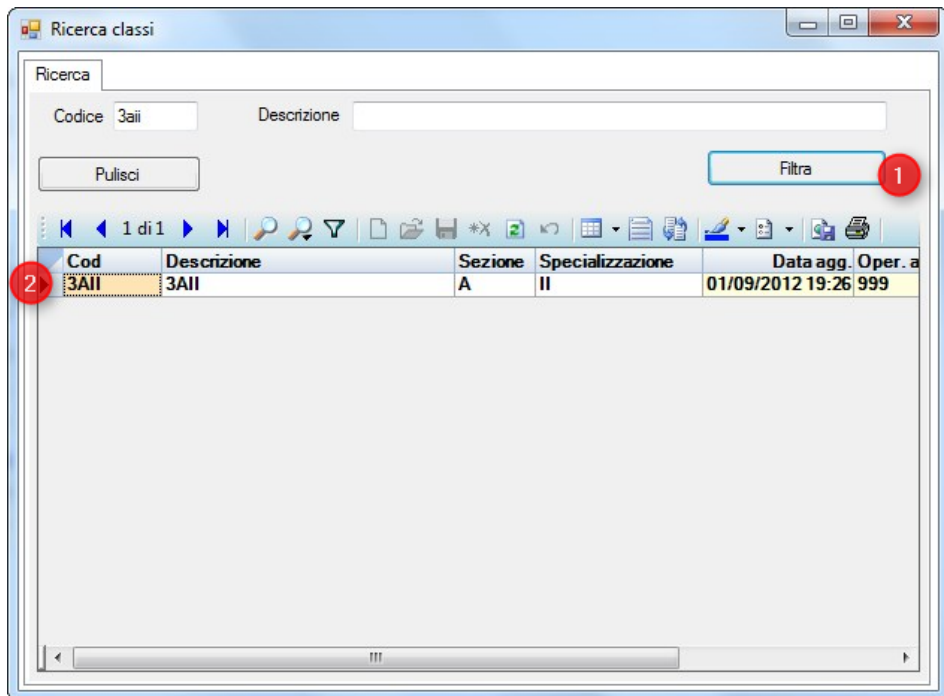 Ricerca classi
Ricerca
Codice 3aii Descrizione
Pulisci Filtra 1
1 di 1
Cod Descrizione Sezione Specializzazione Data agg. Oper. a
2 3AII 3AII A II 01/09/2012 19:26 999